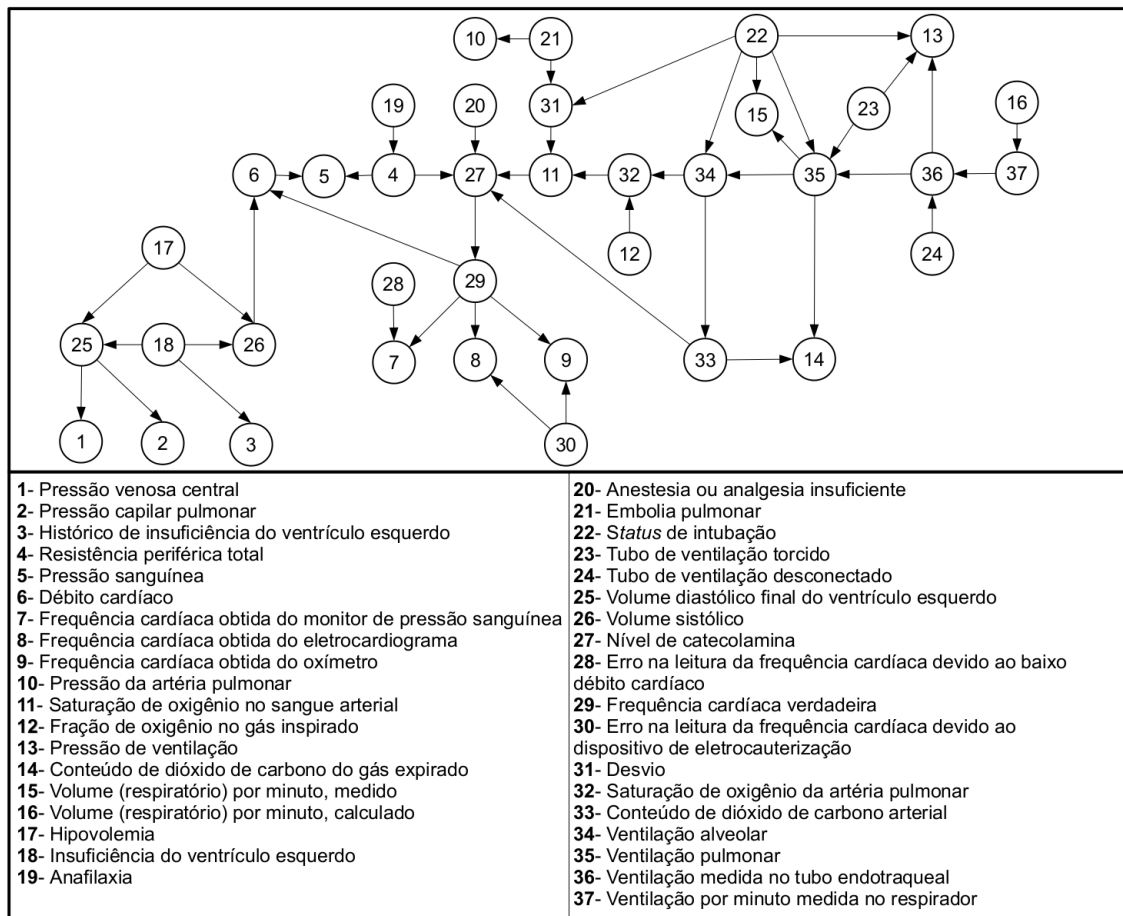 10 21 22 13
19 20 31 15 23 16
6 5 4 27 11 32 34 35 36 37
17 12 24
28 29
25 18 26 7 8 9 33 14
1 2 3 30
1- Pressão venosa central
2- Pressão capilar pulmonar
3- Histórico de insuficiência do ventrículo esquerdo
4- Resistência periférica total
5- Pressão sanguínea
6- Débito cardíaco
7- Frequência cardíaca obtida do monitor de pressão sanguínea
8- Frequência cardíaca obtida do eletrocardiograma
9- Frequência cardíaca obtida do oxímetro
10- Pressão da artéria pulmonar
11- Saturação de oxigênio no sangue arterial
12- Fração de oxigênio no gás inspirado
13- Pressão de ventilação
14- Conteúdo de dióxido de carbono do gás expirado
15- Volume (respiratório) por minuto, medido
16- Volume (respiratório) por minuto, calculado
17- Hipovolemia
18- Insuficiência do ventrículo esquerdo
19- Anafilaxia
20- Anestesia ou analgesia insuficiente
21- Embolia pulmonar
22- Status de intubação
23- Tubo de ventilação torcido
24- Tubo de ventilação desconectado
25- Volume diastólico final do ventrículo esquerdo
26- Volume sistólico
27- Nível de catecolamina
28- Erro na leitura da frequência cardíaca devido ao baixo
débito cardíaco
29- Frequência cardíaca verdadeira
30- Erro na leitura da frequência cardíaca devido ao
dispositivo de eletrocauterização
31- Desvio
32- Saturação de oxigênio da artéria pulmonar
33- Conteúdo de dióxido de carbono arterial
34- Ventilação alveolar
35- Ventilação pulmonar
36- Ventilação medida no tubo endotraqueal
37- Ventilação por minuto medida no respirador